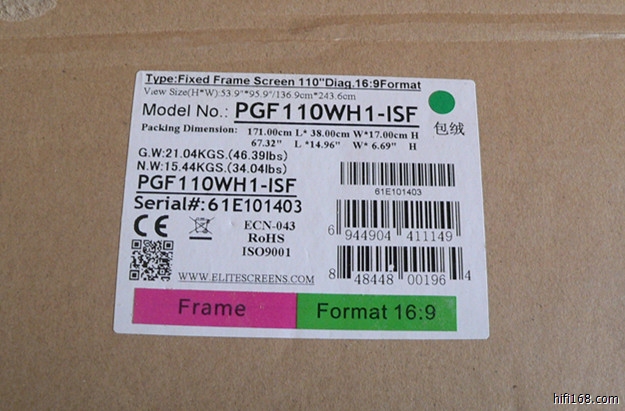 Type:Fixed Frame Screen 110"Diag.16:9Format
View Size(H*W):53.9"*95.9"/136.9cm*243.6cm
Model No.: PGF110WH1-ISF
包绒
Packing Dimension: 171.00cm L* 38.00cm W*17.00cm H
67.32" L *14.96" W* 6.69" H
G.W:21.04KGS.(46.39lbs)
N.W:15.44KGS.(34.04lbs)
PGF110WH1-ISF
61E101403
Serial#:61E101403
CE
ECN-043
RoHS
ISO9001
6 944904 411149
8 48448 00196 4
WWW.ELITESCREENS.COM
Frame
Format 16:9
hifi168.com